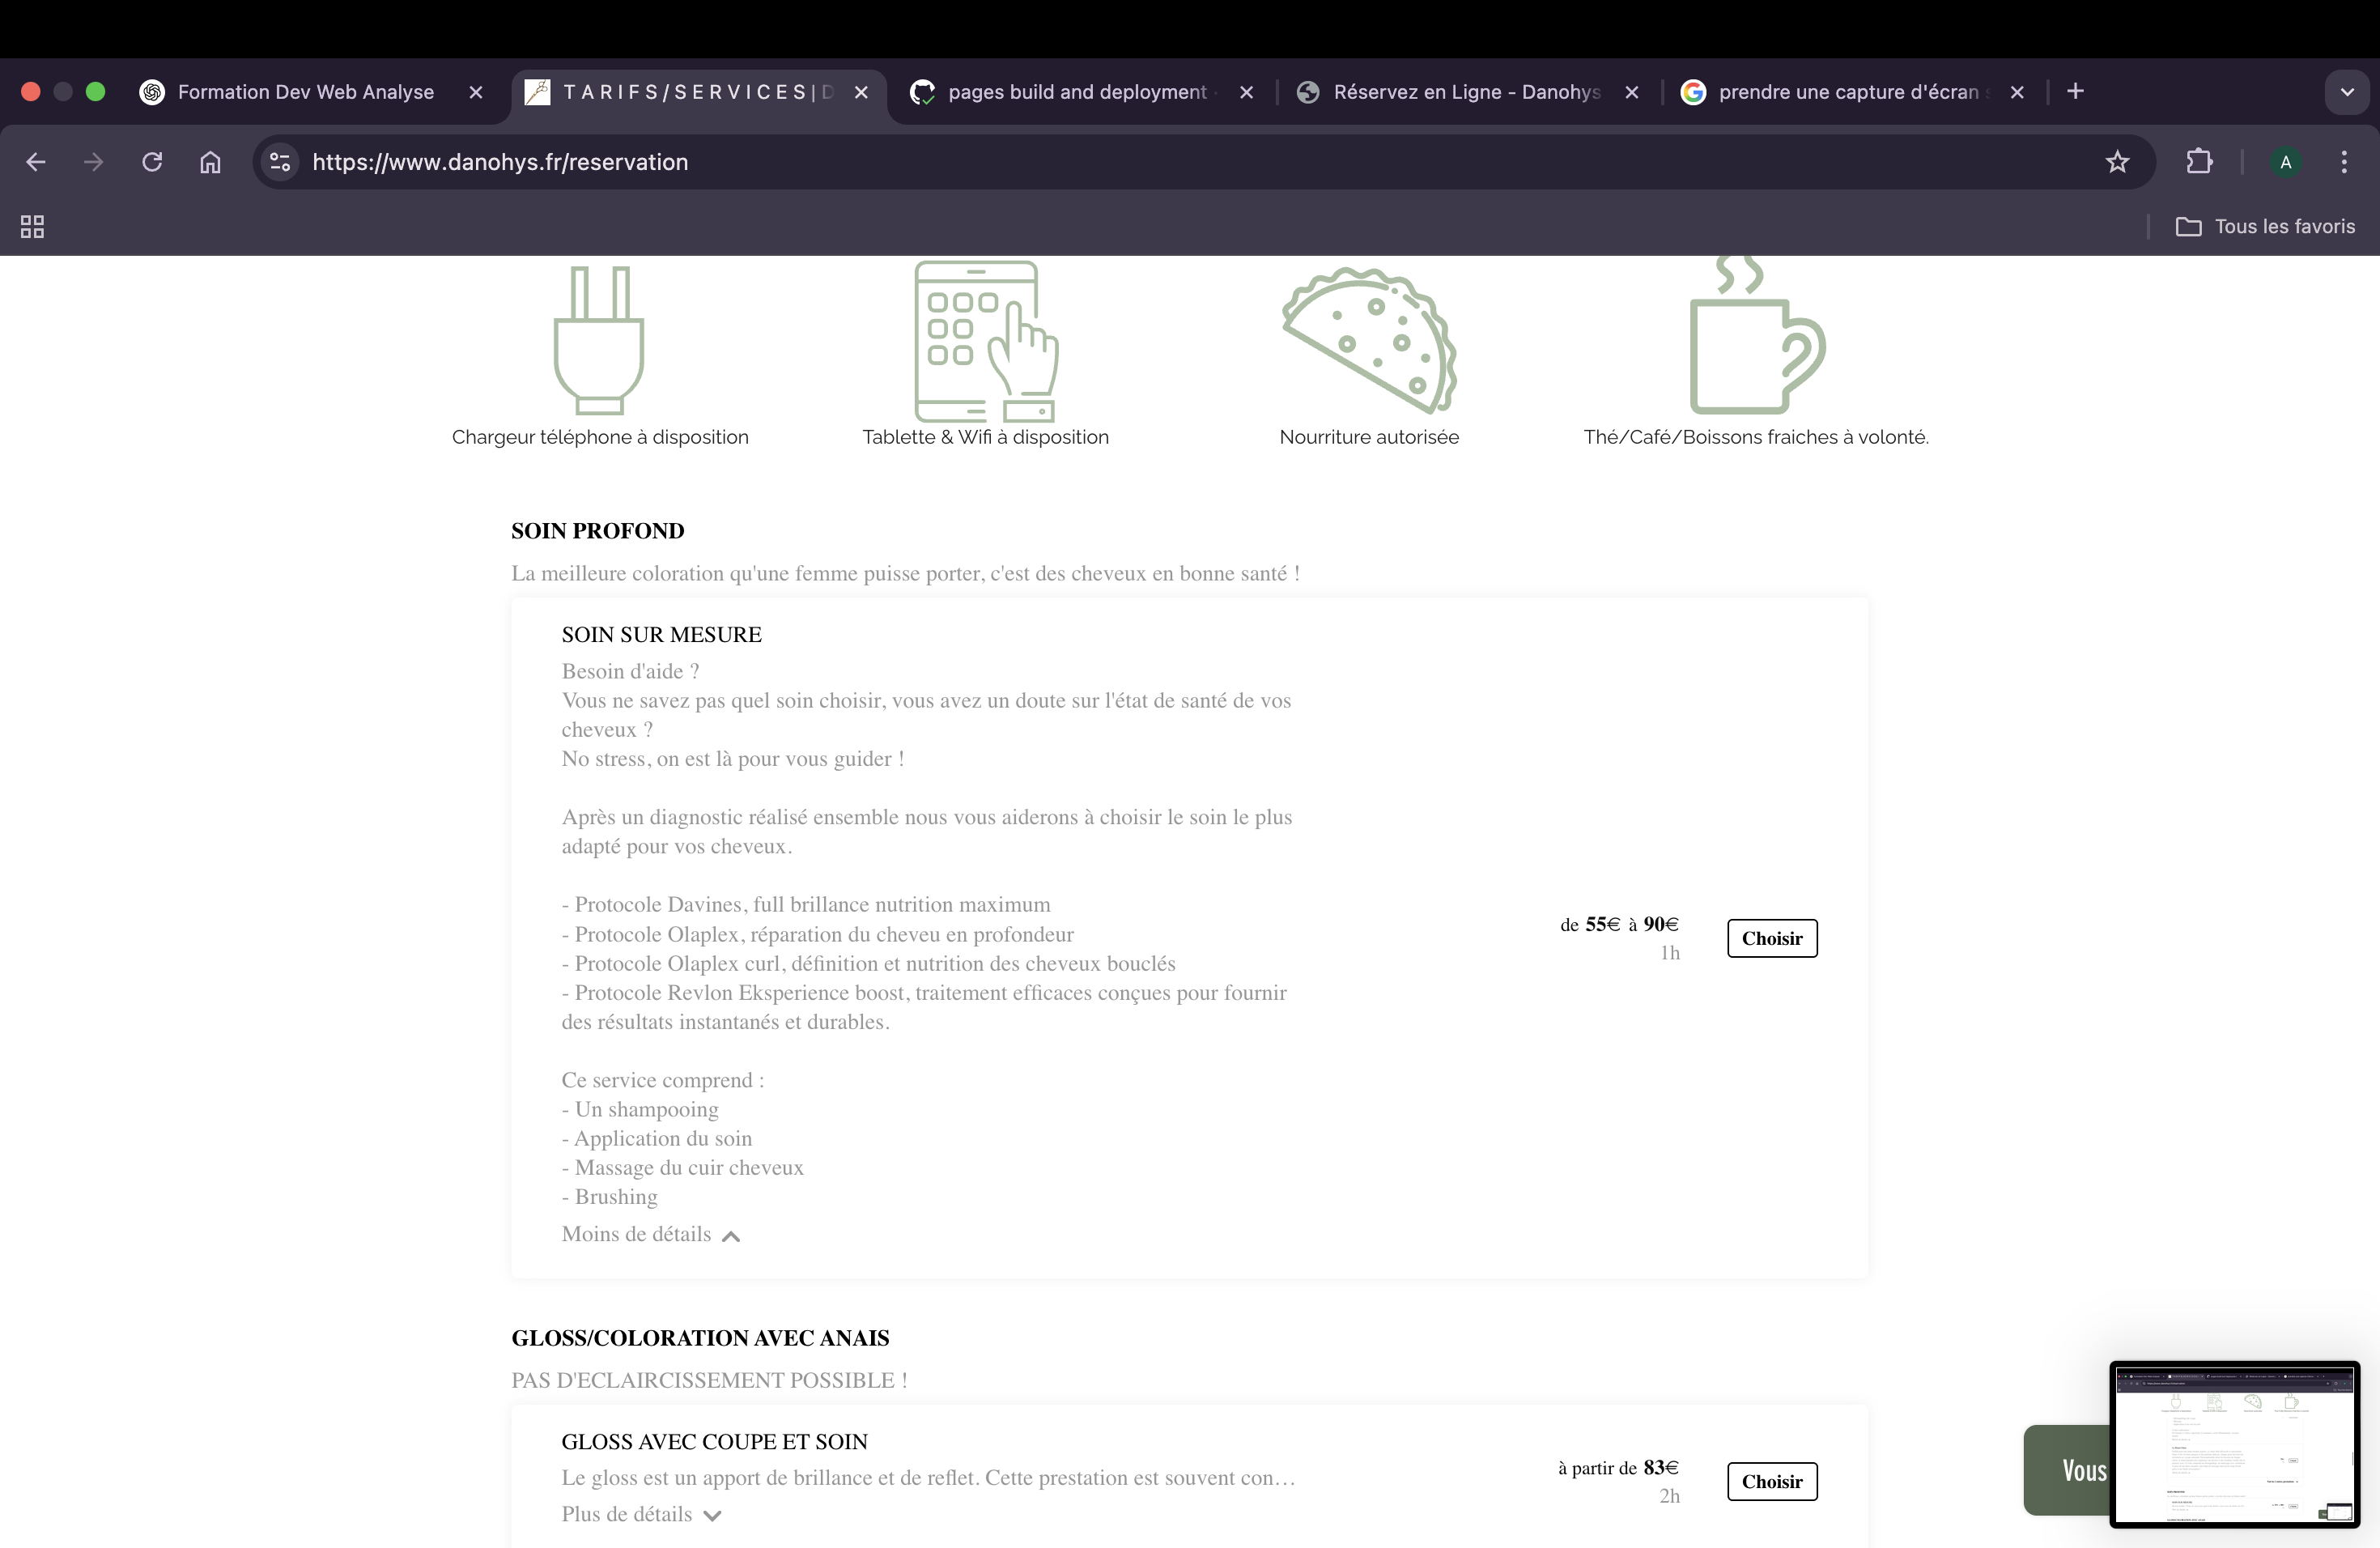 Formation Dev Web Analyse
T A R I F S / S E R V I C E S | D
pages build and deployment ·
Réservez en Ligne - Danohys
prendre une capture d'écran s
https://www.danohys.fr/reservation
A
Tous les favoris
Chargeur téléphone à disposition
Tablette & Wifi à disposition
Nourriture autorisée
Thé/Café/Boissons fraiches à volonté.
SOIN PROFOND
La meilleure coloration qu'une femme puisse porter, c'est des cheveux en bonne santé !
SOIN SUR MESURE
Besoin d'aide ?
Vous ne savez pas quel soin choisir, vous avez un doute sur l'état de santé de vos
cheveux ?
No stress, on est là pour vous guider !
Après un diagnostic réalisé ensemble nous vous aiderons à choisir le soin le plus
adapté pour vos cheveux.
- Protocole Davines, full brillance nutrition maximum
- Protocole Olaplex, réparation du cheveu en profondeur
- Protocole Olaplex curl, définition et nutrition des cheveux bouclés
- Protocole Revlon Eksperience boost, traitement efficaces conçues pour fournir
des résultats instantanés et durables.
Ce service comprend :
- Un shampooing
- Application du soin
- Massage du cuir cheveux
- Brushing
Moins de détails
de 55€ à 90€
1h
Choisir
GLOSS/COLORATION AVEC ANAIS
PAS D'ECLAIRCISSEMENT POSSIBLE !
GLOSS AVEC COUPE ET SOIN
Le gloss est un apport de brillance et de reflet. Cette prestation est souvent con…
Plus de détails
à partir de 83€
2h
Choisir
Vous